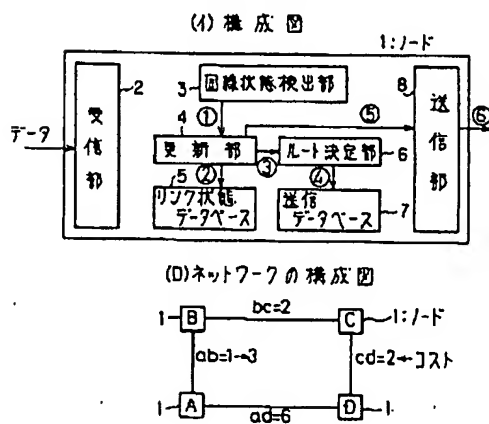 (イ)構成図
1:ノード
2
受信部
3
回線状態検出部
8
送信部
①
⑤
⑥
データ
4
更新部
③
ルート決定部
6
②
④
5
リンク状態
データベース
送信
データベース
7
(ロ)ネットワークの構成図
1
B
bc=2
C
1:ノード
ab=1→3
cd=2←コスト
1
A
ad=6
D
1